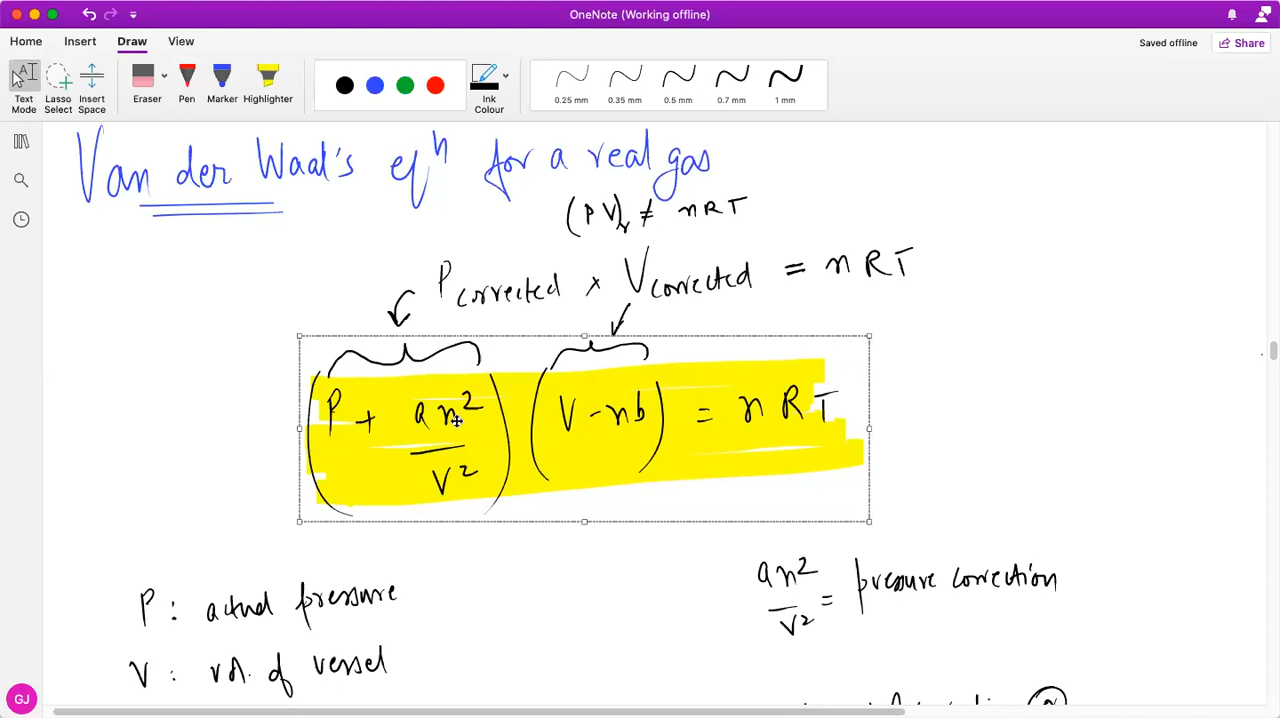 OneNote (Working offline)
Home Insert Draw View
Saved offline Share
Text Mode Lasso Select Insert Space Eraser Pen Marker Highlighter Ink Colour 0.25 mm 0.35 mm 0.5 mm 0.7 mm 1 mm
Van der Waal's eqⁿ for a real gas
(PV)ᵣ ≠ nRT
P corrected × V corrected = nRT
(P + an²/V²) (V - nb) = nRT
an²/V² = pressure correction
P : actual pressure
V : vol. of vessel
GJ